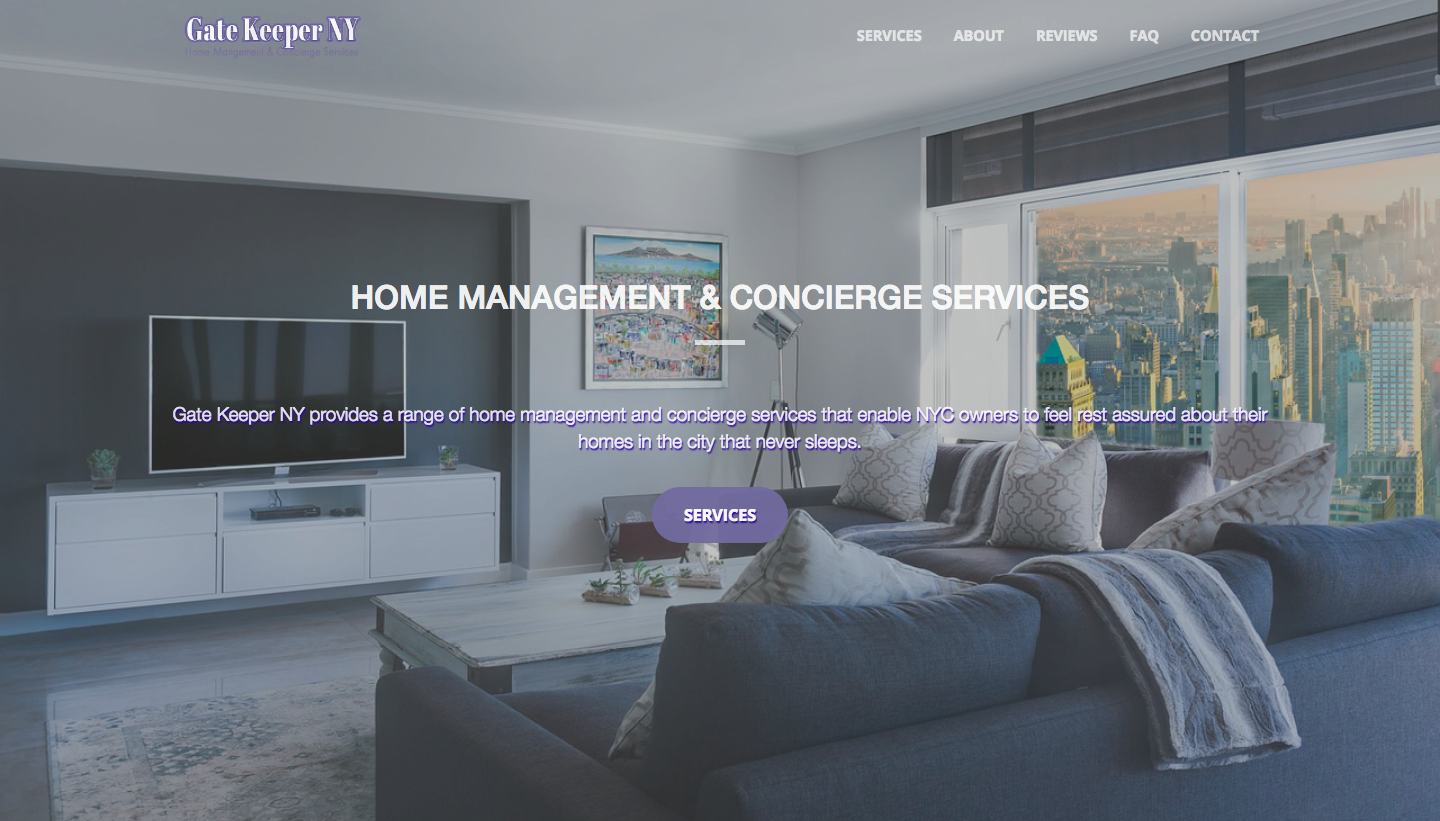 Gate Keeper NY
Home Mangement & Concierge Services
SERVICES ABOUT REVIEWS FAQ CONTACT
HOME MANAGEMENT & CONCIERGE SERVICES
Gate Keeper NY provides a range of home management and concierge services that enable NYC owners to feel rest assured about their
homes in the city that never sleeps.
SERVICES